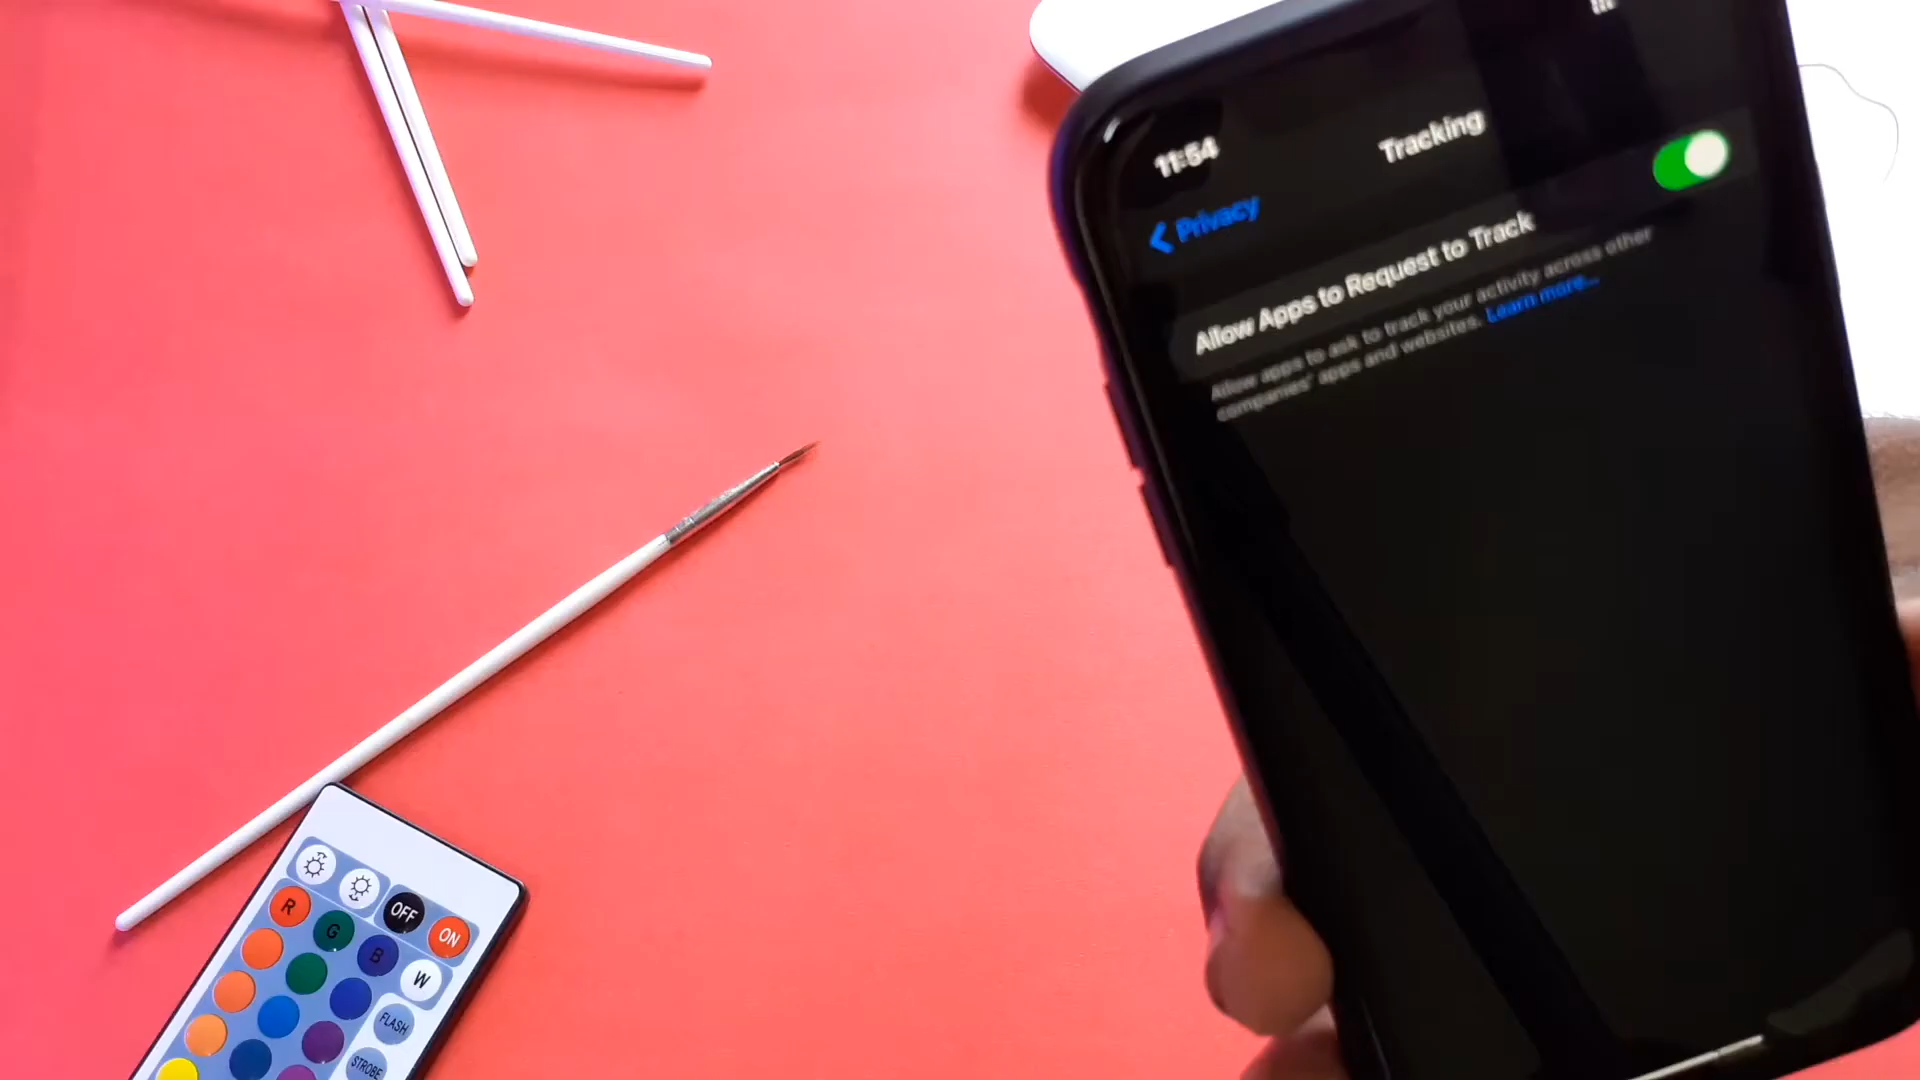 11:54
Tracking
Privacy
Allow Apps to Request to Track
Allow apps to ask to track your activity across other
companies' apps and websites. Learn more...
OFF
ON
R
G
B
W
FLASH
STROBE